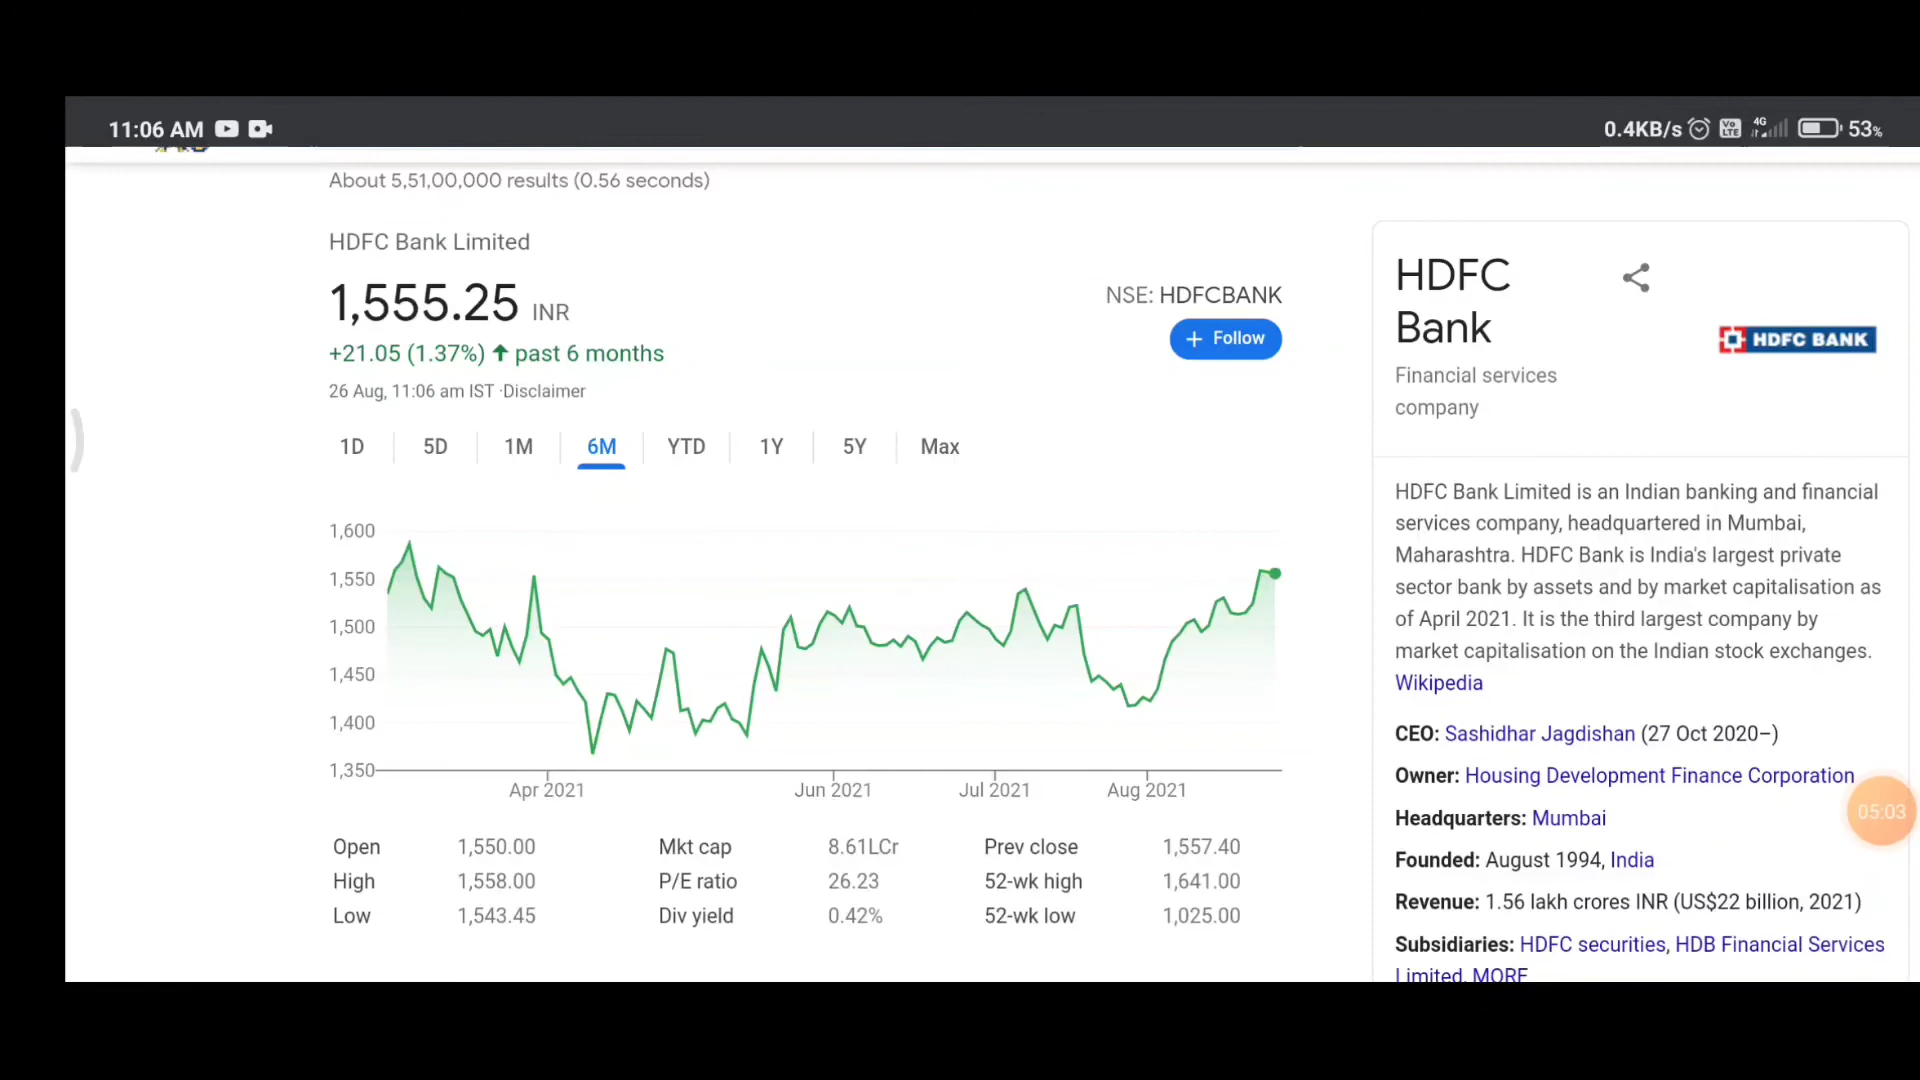 11:06 AM
0.4KB/s VoLTE 4G 53%
About 5,51,00,000 results (0.56 seconds)
HDFC Bank Limited
1,555.25 INR
+21.05 (1.37%) ↑ past 6 months
26 Aug, 11:06 am IST ·Disclaimer
NSE: HDFCBANK
+ Follow
1D 5D 1M 6M YTD 1Y 5Y Max
1,600
1,550
1,500
1,450
1,400
1,350
Apr 2021 Jun 2021 Jul 2021 Aug 2021
Open 1,550.00 Mkt cap 8.61LCr Prev close 1,557.40
High 1,558.00 P/E ratio 26.23 52-wk high 1,641.00
Low 1,543.45 Div yield 0.42% 52-wk low 1,025.00
HDFC
Bank
HDFC BANK
Financial services
company
HDFC Bank Limited is an Indian banking and financial
services company, headquartered in Mumbai,
Maharashtra. HDFC Bank is India's largest private
sector bank by assets and by market capitalisation as
of April 2021. It is the third largest company by
market capitalisation on the Indian stock exchanges.
Wikipedia
CEO: Sashidhar Jagdishan (27 Oct 2020–)
Owner: Housing Development Finance Corporation
05:03
Headquarters: Mumbai
Founded: August 1994, India
Revenue: 1.56 lakh crores INR (US$22 billion, 2021)
Subsidiaries: HDFC securities, HDB Financial Services
Limited, MORE